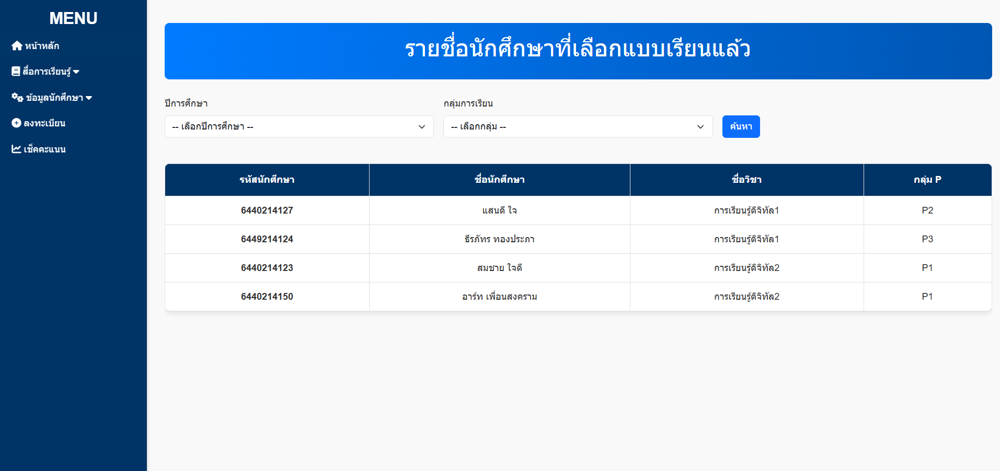 MENU
หน้าหลัก
สื่อการเรียนรู้
ข้อมูลนักศึกษา
ลงทะเบียน
เช็คคะแนน
รายชื่อนักศึกษาที่เลือกแบบเรียนแล้ว
ปีการศึกษา กลุ่มการเรียน
-- เลือกปีการศึกษา -- -- เลือกกลุ่ม -- ค้นหา
รหัสนักศึกษา ชื่อนักศึกษา ชื่อวิชา กลุ่ม P
6440214127 แสนดี ใจ การเรียนรู้ดิจิทัล1 P2
6449214124 ธีรภัทร ทองประภา การเรียนรู้ดิจิทัล1 P3
6440214123 สมชาย ใจดี การเรียนรู้ดิจิทัล2 P1
6440214150 อาร์ท เพื่อนสงคราม การเรียนรู้ดิจิทัล2 P1